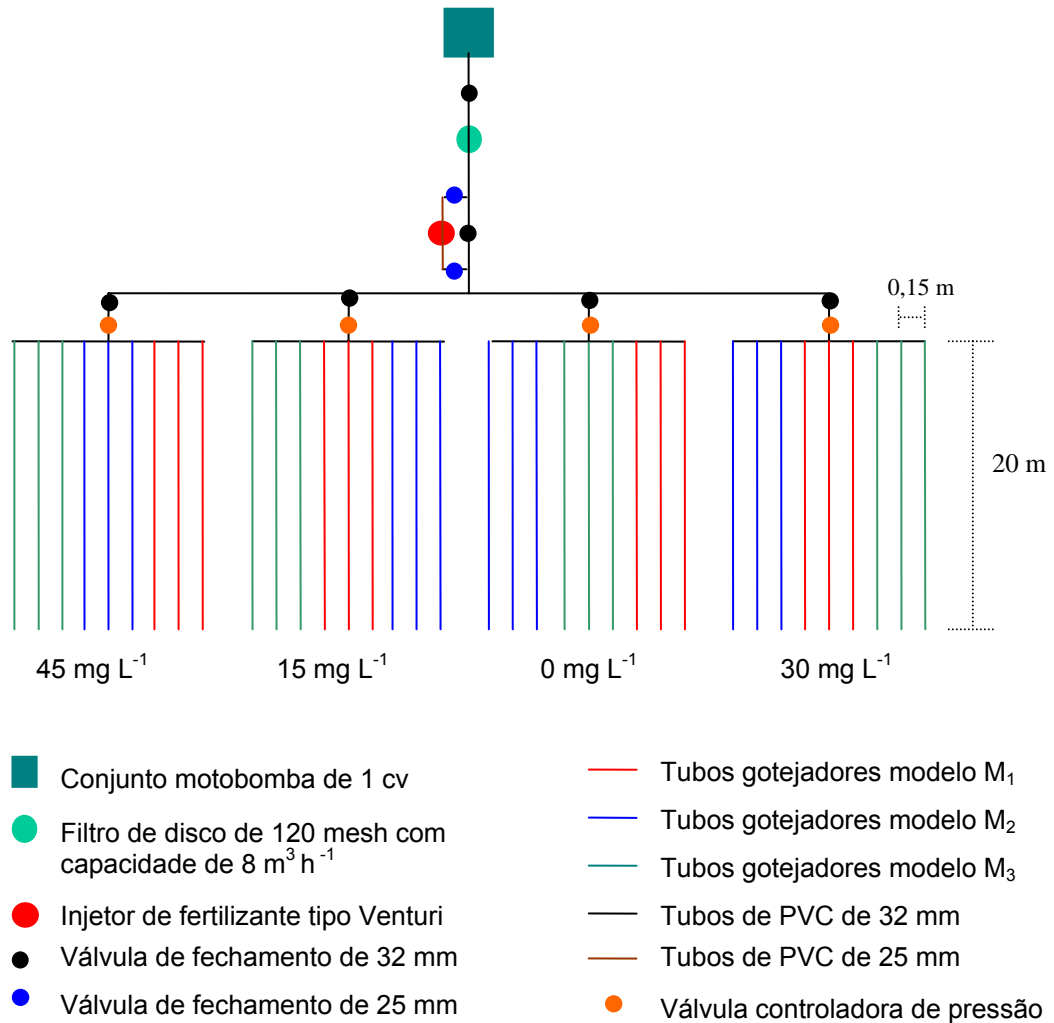 0,15 m
20 m
45 mg L⁻¹
15 mg L⁻¹
0 mg L⁻¹
30 mg L⁻¹
Conjunto motobomba de 1 cv
Filtro de disco de 120 mesh com
capacidade de 8 m³ h⁻¹
Injetor de fertilizante tipo Venturi
Válvula de fechamento de 32 mm
Válvula de fechamento de 25 mm
Tubos gotejadores modelo M₁
Tubos gotejadores modelo M₂
Tubos gotejadores modelo M₃
Tubos de PVC de 32 mm
Tubos de PVC de 25 mm
Válvula controladora de pressão